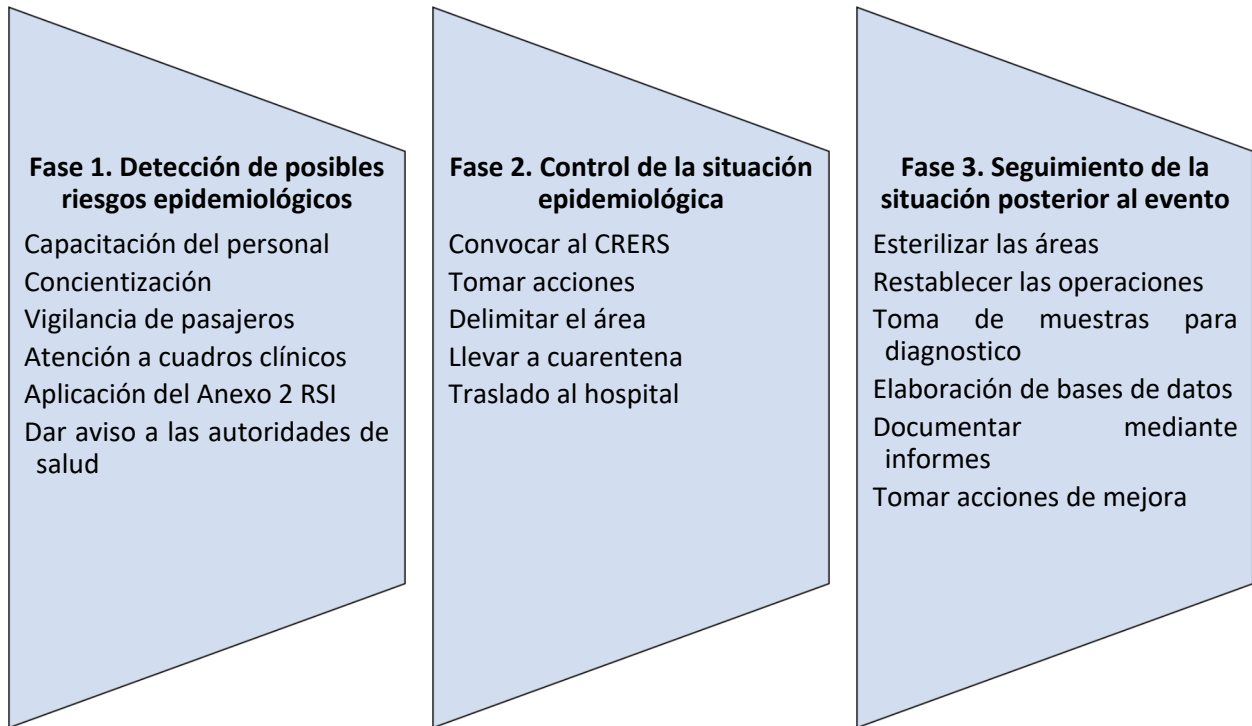 Fase 1. Detección de posibles
riesgos epidemiológicos
Capacitación del personal
Concientización
Vigilancia de pasajeros
Atención a cuadros clínicos
Aplicación del Anexo 2 RSI
Dar aviso a las autoridades de
salud
Fase 2. Control de la situación
epidemiológica
Convocar al CRERS
Tomar acciones
Delimitar el área
Llevar a cuarentena
Traslado al hospital
Fase 3. Seguimiento de la
situación posterior al evento
Esterilizar las áreas
Restablecer las operaciones
Toma de muestras para
diagnostico
Elaboración de bases de datos
Documentar mediante
informes
Tomar acciones de mejora